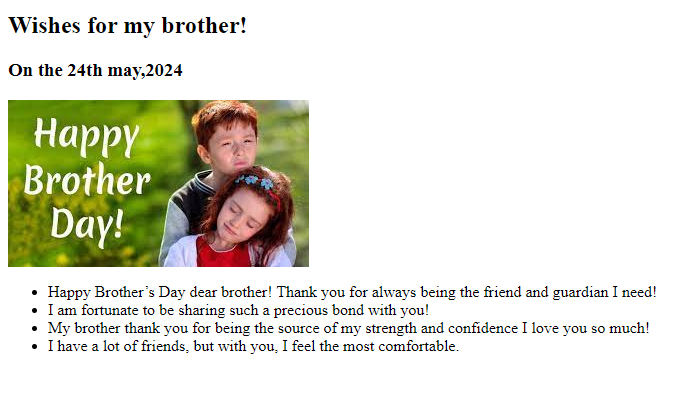 Wishes for my brother!
On the 24th may,2024
Happy
Brother
Day!
Happy Brother’s Day dear brother! Thank you for always being the friend and guardian I need!
I am fortunate to be sharing such a precious bond with you!
My brother thank you for being the source of my strength and confidence I love you so much!
I have a lot of friends, but with you, I feel the most comfortable.